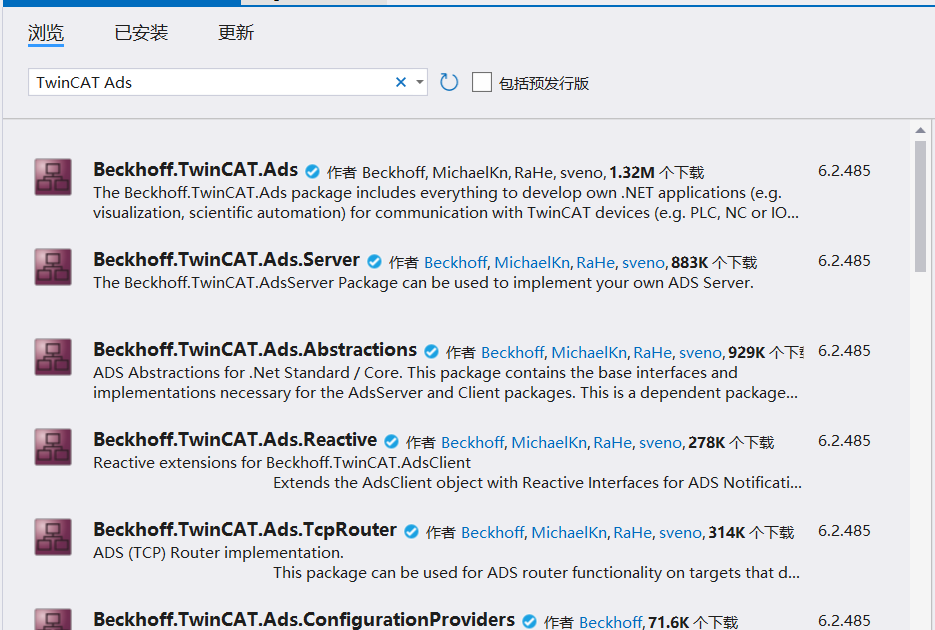 浏览 已安装 更新
TwinCAT Ads 包括预发行版
Beckhoff.TwinCAT.Ads 作者 Beckhoff, MichaelKn, RaHe, sveno, 1.32M 个下载 6.2.485
The Beckhoff.TwinCAT.Ads package includes everything to develop own .NET applications (e.g.
visualization, scientific automation) for communication with TwinCAT devices (e.g. PLC, NC or IO...
Beckhoff.TwinCAT.Ads.Server 作者 Beckhoff, MichaelKn, RaHe, sveno, 883K 个下载 6.2.485
The Beckhoff.TwinCAT.AdsServer Package can be used to implement your own ADS Server.
Beckhoff.TwinCAT.Ads.Abstractions 作者 Beckhoff, MichaelKn, RaHe, sveno, 929K 个下 6.2.485
ADS Abstractions for .Net Standard / Core. This package contains the base interfaces and
implementations necessary for the AdsServer and Client packages. This is a dependent package...
Beckhoff.TwinCAT.Ads.Reactive 作者 Beckhoff, MichaelKn, RaHe, sveno, 278K 个下载 6.2.485
Reactive extensions for Beckhoff.TwinCAT.AdsClient
Extends the AdsClient object with Reactive Interfaces for ADS Notificati...
Beckhoff.TwinCAT.Ads.TcpRouter 作者 Beckhoff, MichaelKn, RaHe, sveno, 314K 个下载 6.2.485
ADS (TCP) Router implementation.
This package can be used for ADS router functionality on targets that d...
Beckhoff.TwinCAT.Ads.ConfigurationProviders 作者 Beckhoff, 71.6K 个下载 6.2.485